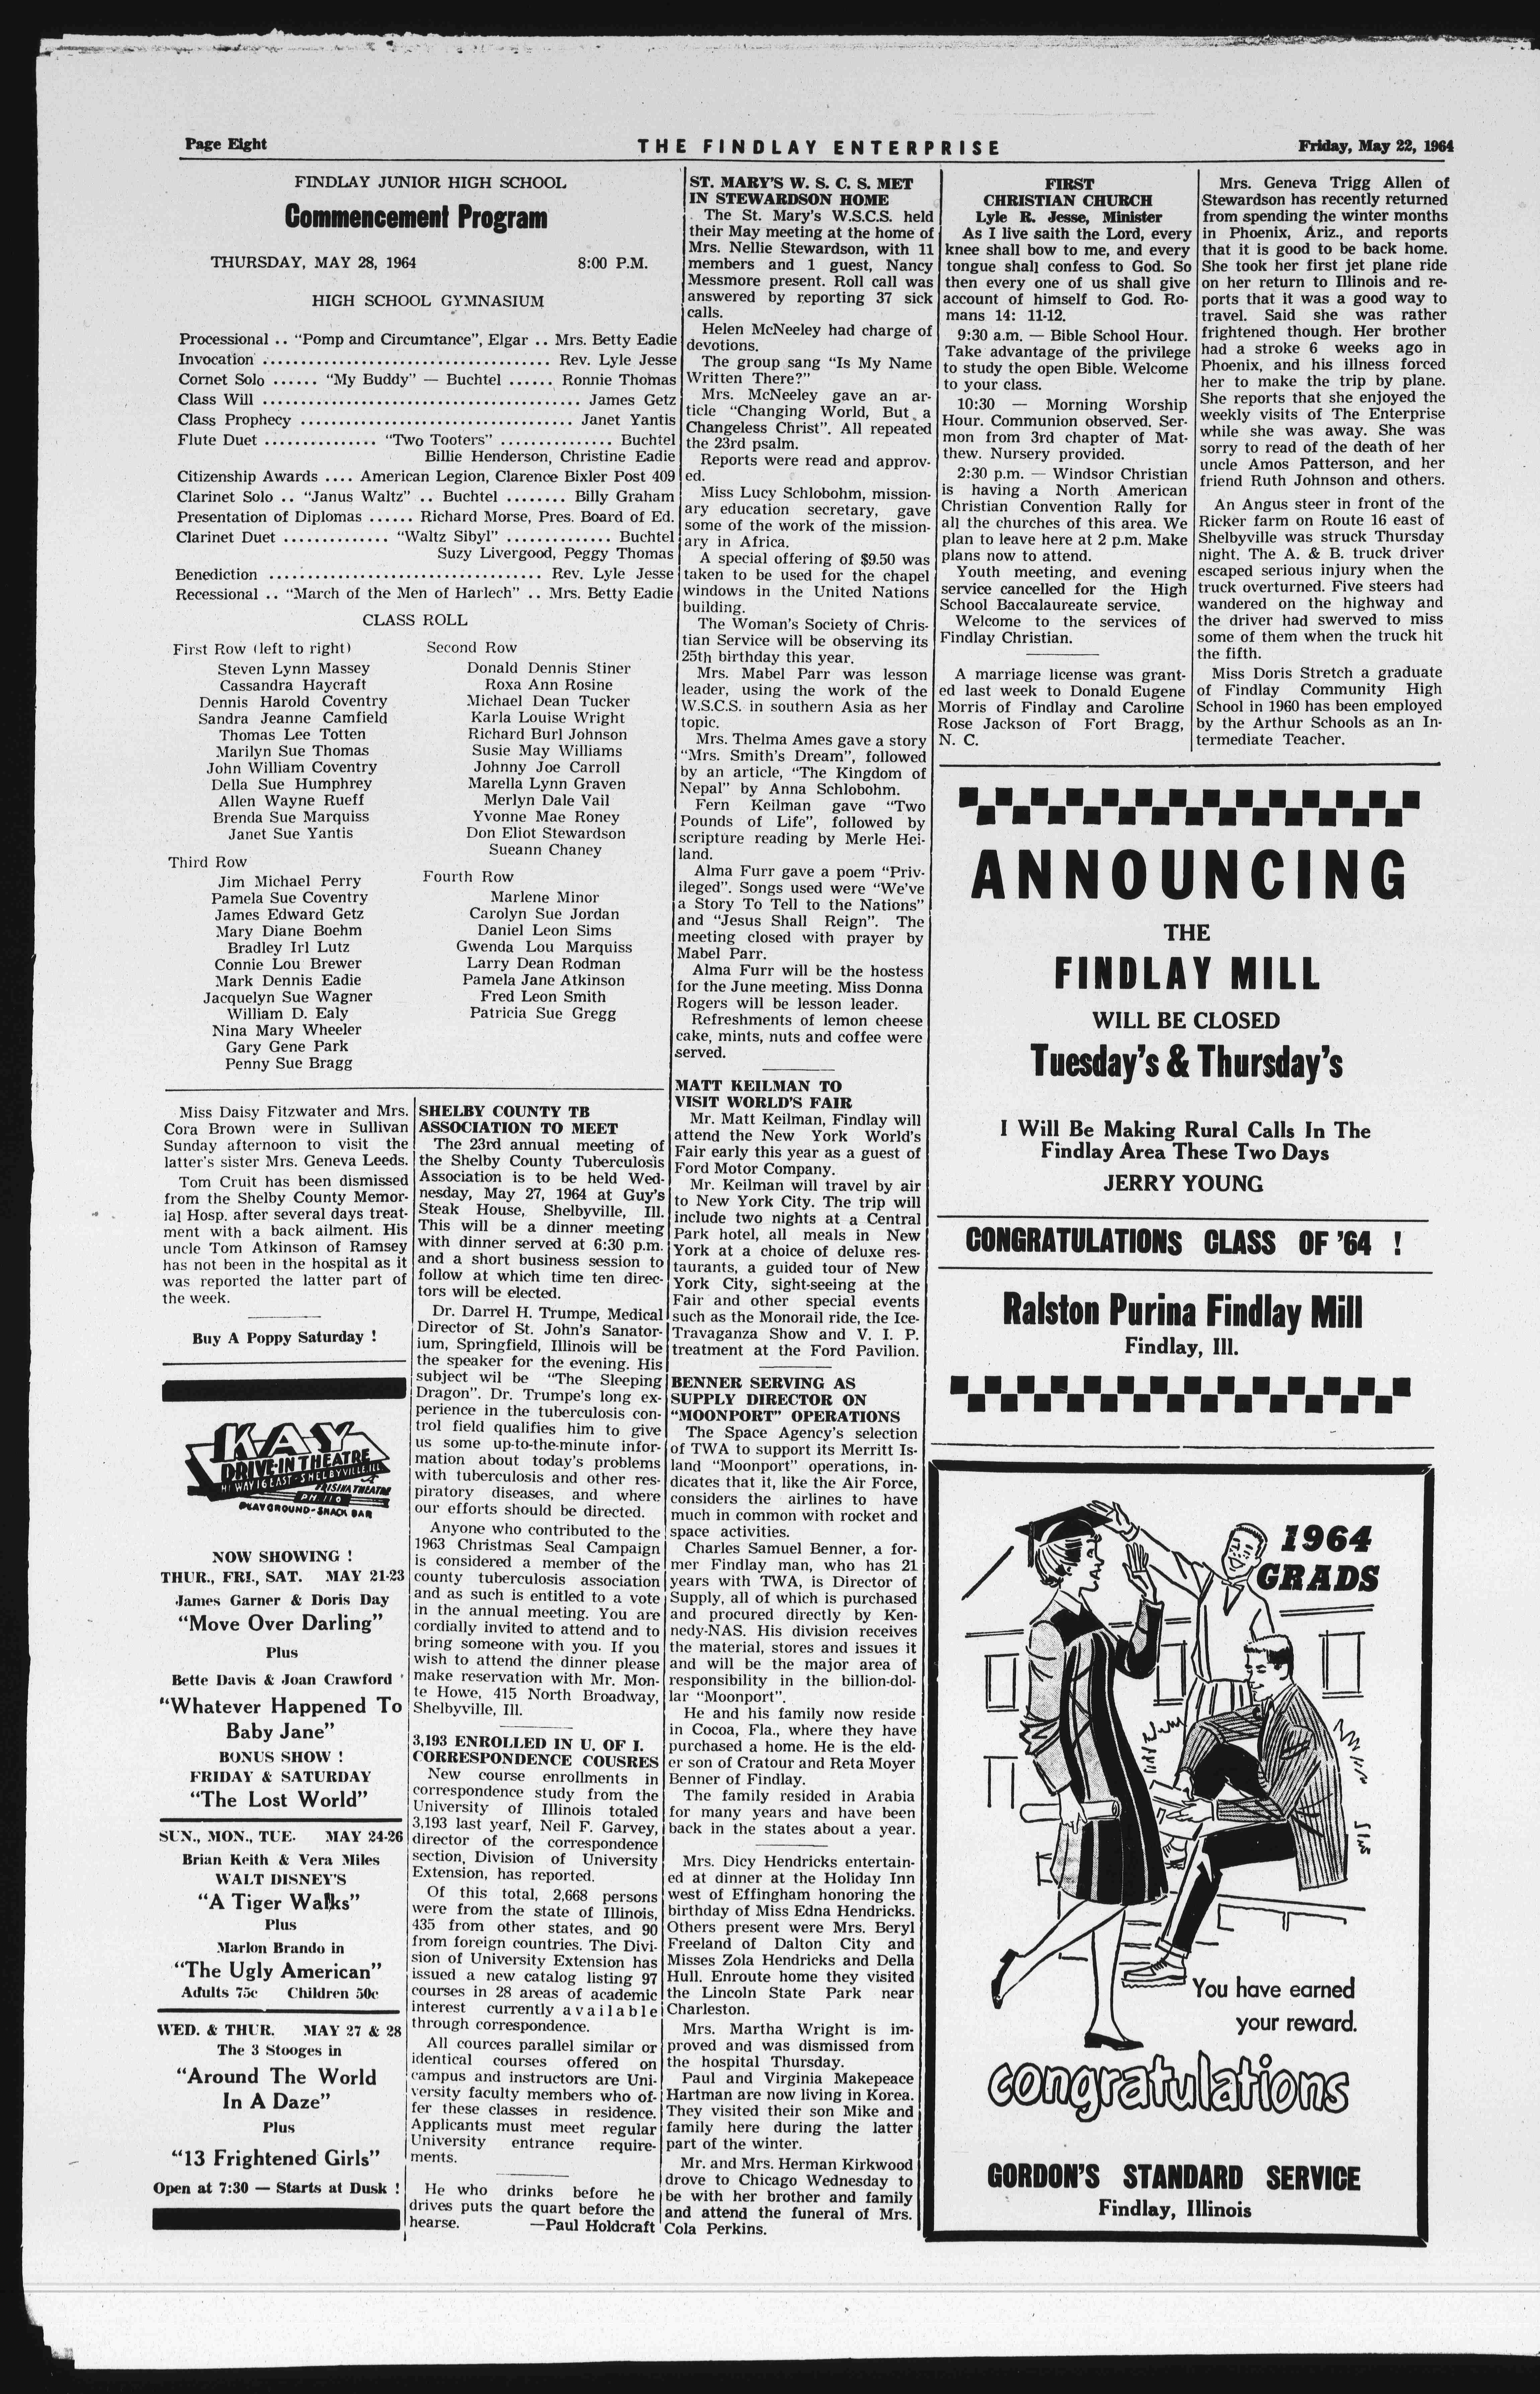 Page Eight
THE FINDLAY ENTERPRISE
Friday, May 22, 1964
FINDLAY JUNIOR HIGH SCHOOL
Commencement Program
THURSDAY, MAY 28, 1964 8:00 P.M.
HIGH SCHOOL GYMNASIUM
Processional .. "Pomp and Circumtance", Elgar .. Mrs. Betty Eadie
Invocation ..................................... Rev. Lyle Jesse
Cornet Solo ...... "My Buddy" — Buchtel ...... Ronnie Thomas
Class Will ......................................... James Getz
Class Prophecy ................................... Janet Yantis
Flute Duet .............. "Two Tooters" .............. Buchtel
Billie Henderson, Christine Eadie
Citizenship Awards .... American Legion, Clarence Bixler Post 409
Clarinet Solo .. "Janus Waltz" .. Buchtel ........ Billy Graham
Presentation of Diplomas ...... Richard Morse, Pres. Board of Ed.
Clarinet Duet .............. "Waltz Sibyl" .............. Buchtel
Suzy Livergood, Peggy Thomas
Benediction ................................... Rev. Lyle Jesse
Recessional .. "March of the Men of Harlech" .. Mrs. Betty Eadie
CLASS ROLL
First Row (left to right)
Steven Lynn Massey
Cassandra Haycraft
Dennis Harold Coventry
Sandra Jeanne Camfield
Thomas Lee Totten
Marilyn Sue Thomas
John William Coventry
Della Sue Humphrey
Allen Wayne Rueff
Brenda Sue Marquiss
Janet Sue Yantis
Second Row
Donald Dennis Stiner
Roxa Ann Rosine
Michael Dean Tucker
Karla Louise Wright
Richard Burl Johnson
Susie May Williams
Johnny Joe Carroll
Marella Lynn Graven
Merlyn Dale Vail
Yvonne Mae Roney
Don Eliot Stewardson
Sueann Chaney
Third Row
Jim Michael Perry
Pamela Sue Coventry
James Edward Getz
Mary Diane Boehm
Bradley Irl Lutz
Connie Lou Brewer
Mark Dennis Eadie
Jacquelyn Sue Wagner
William D. Ealy
Nina Mary Wheeler
Gary Gene Park
Penny Sue Bragg
Fourth Row
Marlene Minor
Carolyn Sue Jordan
Daniel Leon Sims
Gwenda Lou Marquiss
Larry Dean Rodman
Pamela Jane Atkinson
Fred Leon Smith
Patricia Sue Gregg
Miss Daisy Fitzwater and Mrs.
Cora Brown were in Sullivan
Sunday afternoon to visit the
latter's sister Mrs. Geneva Leeds.
Tom Cruit has been dismissed
from the Shelby County Memor-
ial Hosp. after several days treat-
ment with a back ailment. His
uncle Tom Atkinson of Ramsey
has not been in the hospital as it
was reported the latter part of
the week.
Buy A Poppy Saturday !
KAY
DRIVE-IN THEATRE
HI WAY 16 EAST - SHELBYVILLE ILL
A FRISINA THEATRE
PH 110
PLAYGROUND - SNACK BAR
NOW SHOWING !
THUR., FRI., SAT. MAY 21-23
James Garner & Doris Day
"Move Over Darling"
Plus
Bette Davis & Joan Crawford
"Whatever Happened To
Baby Jane"
BONUS SHOW !
FRIDAY & SATURDAY
"The Lost World"
SUN., MON., TUE. MAY 24-26
Brian Keith & Vera Miles
WALT DISNEY'S
"A Tiger Walks"
Plus
Marlon Brando in
"The Ugly American"
Adults 75c Children 50c
WED. & THUR. MAY 27 & 28
The 3 Stooges in
"Around The World
In A Daze"
Plus
"13 Frightened Girls"
Open at 7:30 — Starts at Dusk !
SHELBY COUNTY TB
ASSOCIATION TO MEET
The 23rd annual meeting of
the Shelby County Tuberculosis
Association is to be held Wed-
nesday, May 27, 1964 at Guy's
Steak House, Shelbyville, Ill.
This will be a dinner meeting
with dinner served at 6:30 p.m.
and a short business session to
follow at which time ten direc-
tors will be elected.
Dr. Darrel H. Trumpe, Medical
Director of St. John's Sanator-
ium, Springfield, Illinois will be
the speaker for the evening. His
subject wil be "The Sleeping
Dragon". Dr. Trumpe's long ex-
perience in the tuberculosis con-
trol field qualifies him to give
us some up-to-the-minute infor-
mation about today's problems
with tuberculosis and other res-
piratory diseases, and where
our efforts should be directed.
Anyone who contributed to the
1963 Christmas Seal Campaign
is considered a member of the
county tuberculosis association
and as such is entitled to a vote
in the annual meeting. You are
cordially invited to attend and to
bring someone with you. If you
wish to attend the dinner please
make reservation with Mr. Mon-
te Howe, 415 North Broadway,
Shelbyville, Ill.
3,193 ENROLLED IN U. OF I.
CORRESPONDENCE COUSRES
New course enrollments in
correspondence study from the
University of Illinois totaled
3,193 last yearf, Neil F. Garvey,
director of the correspondence
section, Division of University
Extension, has reported.
Of this total, 2,668 persons
were from the state of Illinois,
435 from other states, and 90
from foreign countries. The Divi-
sion of University Extension has
issued a new catalog listing 97
courses in 28 areas of academic
interest currently available
through correspondence.
All cources parallel similar or
identical courses offered on
campus and instructors are Uni-
versity faculty members who of-
fer these classes in residence.
Applicants must meet regular
University entrance require-
ments.
He who drinks before he
drives puts the quart before the
hearse. —Paul Holdcraft
ST. MARY'S W. S. C. S. MET
IN STEWARDSON HOME
The St. Mary's W.S.C.S. held
their May meeting at the home of
Mrs. Nellie Stewardson, with 11
members and 1 guest, Nancy
Messmore present. Roll call was
answered by reporting 37 sick
calls.
Helen McNeeley had charge of
devotions.
The group sang "Is My Name
Written There?"
Mrs. McNeeley gave an ar-
ticle "Changing World, But a
Changeless Christ". All repeated
the 23rd psalm.
Reports were read and approv-
ed.
Miss Lucy Schlobohm, mission-
ary education secretary, gave
some of the work of the mission-
ary in Africa.
A special offering of $9.50 was
taken to be used for the chapel
windows in the United Nations
building.
The Woman's Society of Chris-
tian Service will be observing its
25th birthday this year.
Mrs. Mabel Parr was lesson
leader, using the work of the
W.S.C.S. in southern Asia as her
topic.
Mrs. Thelma Ames gave a story
"Mrs. Smith's Dream", followed
by an article, "The Kingdom of
Nepal" by Anna Schlobohm.
Fern Keilman gave "Two
Pounds of Life", followed by
scripture reading by Merle Hei-
land.
Alma Furr gave a poem "Priv-
ileged". Songs used were "We've
a Story To Tell to the Nations"
and "Jesus Shall Reign". The
meeting closed with prayer by
Mabel Parr.
Alma Furr will be the hostess
for the June meeting. Miss Donna
Rogers will be lesson leader.
Refreshments of lemon cheese
cake, mints, nuts and coffee were
served.
MATT KEILMAN TO
VISIT WORLD'S FAIR
Mr. Matt Keilman, Findlay will
attend the New York World's
Fair early this year as a guest of
Ford Motor Company.
Mr. Keilman will travel by air
to New York City. The trip will
include two nights at a Central
Park hotel, all meals in New
York at a choice of deluxe res-
taurants, a guided tour of New
York City, sight-seeing at the
Fair and other special events
such as the Monorail ride, the Ice-
Travaganza Show and V. I. P.
treatment at the Ford Pavilion.
BENNER SERVING AS
SUPPLY DIRECTOR ON
"MOONPORT" OPERATIONS
The Space Agency's selection
of TWA to support its Merritt Is-
land "Moonport" operations, in-
dicates that it, like the Air Force,
considers the airlines to have
much in common with rocket and
space activities.
Charles Samuel Benner, a for-
mer Findlay man, who has 21
years with TWA, is Director of
Supply, all of which is purchased
and procured directly by Ken-
nedy-NAS. His division receives
the material, stores and issues it
and will be the major area of
responsibility in the billion-dol-
lar "Moonport".
He and his family now reside
in Cocoa, Fla., where they have
purchased a home. He is the eld-
er son of Cratour and Reta Moyer
Benner of Findlay.
The family resided in Arabia
for many years and have been
back in the states about a year.
Mrs. Dicy Hendricks entertain-
ed at dinner at the Holiday Inn
west of Effingham honoring the
birthday of Miss Edna Hendricks.
Others present were Mrs. Beryl
Freeland of Dalton City and
Misses Zola Hendricks and Della
Hull. Enroute home they visited
the Lincoln State Park near
Charleston.
Mrs. Martha Wright is im-
proved and was dismissed from
the hospital Thursday.
Paul and Virginia Makepeace
Hartman are now living in Korea.
They visited their son Mike and
family here during the latter
part of the winter.
Mr. and Mrs. Herman Kirkwood
drove to Chicago Wednesday to
be with her brother and family
and attend the funeral of Mrs.
Cola Perkins.
FIRST
CHRISTIAN CHURCH
Lyle R. Jesse, Minister
As I live saith the Lord, every
knee shall bow to me, and every
tongue shall confess to God. So
then every one of us shall give
account of himself to God. Ro-
mans 14: 11-12.
9:30 a.m. — Bible School Hour.
Take advantage of the privilege
to study the open Bible. Welcome
to your class.
10:30 — Morning Worship
Hour. Communion observed. Ser-
mon from 3rd chapter of Mat-
thew. Nursery provided.
2:30 p.m. — Windsor Christian
is having a North American
Christian Convention Rally for
all the churches of this area. We
plan to leave here at 2 p.m. Make
plans now to attend.
Youth meeting, and evening
service cancelled for the High
School Baccalaureate service.
Welcome to the services of
Findlay Christian.
A marriage license was grant-
ed last week to Donald Eugene
Morris of Findlay and Caroline
Rose Jackson of Fort Bragg,
N. C.
Mrs. Geneva Trigg Allen of
Stewardson has recently returned
from spending the winter months
in Phoenix, Ariz., and reports
that it is good to be back home.
She took her first jet plane ride
on her return to Illinois and re-
ports that it was a good way to
travel. Said she was rather
frightened though. Her brother
had a stroke 6 weeks ago in
Phoenix, and his illness forced
her to make the trip by plane.
She reports that she enjoyed the
weekly visits of The Enterprise
while she was away. She was
sorry to read of the death of her
uncle Amos Patterson, and her
friend Ruth Johnson and others.
An Angus steer in front of the
Ricker farm on Route 16 east of
Shelbyville was struck Thursday
night. The A. & B. truck driver
escaped serious injury when the
truck overturned. Five steers had
wandered on the highway and
the driver had swerved to miss
some of them when the truck hit
the fifth.
Miss Doris Stretch a graduate
of Findlay Community High
School in 1960 has been employed
by the Arthur Schools as an In-
termediate Teacher.
ANNOUNCING
THE
FINDLAY MILL
WILL BE CLOSED
Tuesday's & Thursday's
I Will Be Making Rural Calls In The
Findlay Area These Two Days
JERRY YOUNG
CONGRATULATIONS CLASS OF '64 !
Ralston Purina Findlay Mill
Findlay, Ill.
1964
GRADS
You have earned
your reward.
congratulations
GORDON'S STANDARD SERVICE
Findlay, Illinois